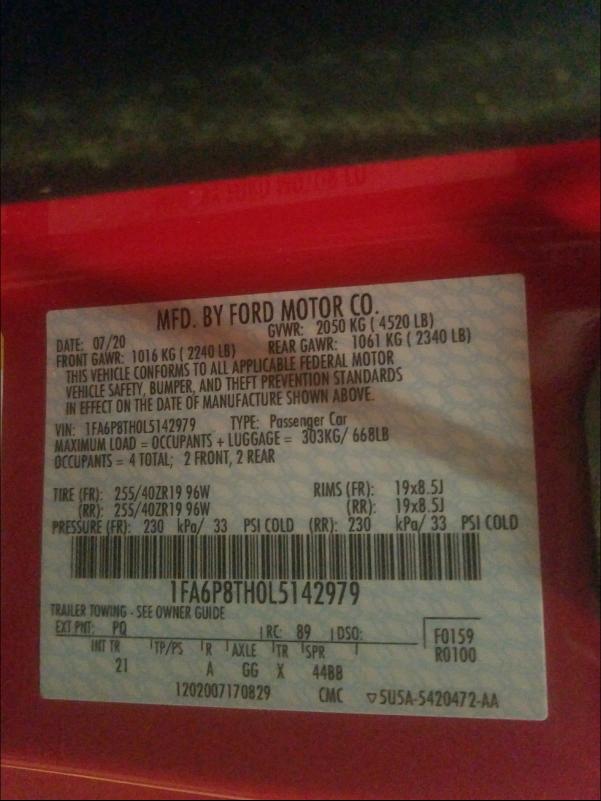 MFD. BY FORD MOTOR CO.
DATE: 07/20 GVWR: 2050 KG ( 4520 LB)
FRONT GAWR: 1016 KG ( 2240 LB) REAR GAWR: 1061 KG ( 2340 LB)
THIS VEHICLE CONFORMS TO ALL APPLICABLE FEDERAL MOTOR
VEHICLE SAFETY, BUMPER, AND THEFT PREVENTION STANDARDS
IN EFFECT ON THE DATE OF MANUFACTURE SHOWN ABOVE.
VIN: 1FA6P8TH0L5142979 TYPE: Passenger Car
MAXIMUM LOAD = OCCUPANTS + LUGGAGE = 303KG/ 668LB
OCCUPANTS = 4 TOTAL; 2 FRONT, 2 REAR
TIRE (FR): 255/40ZR19 96W RIMS (FR): 19x8.5J
(RR): 255/40ZR19 96W (RR): 19x8.5J
PRESSURE (FR): 230 kPa/ 33 PSI COLD (RR): 230 kPa/ 33 PSI COLD
1FA6P8TH0L5142979
TRAILER TOWING - SEE OWNER GUIDE
EXT PNT: PQ RC: 89 DSO: F0159
R0100
INT TR TP/PS R AXLE TR SPR
21 A GG X 44BB
1202007170829 CMC ▽5U5A-5420472-AA